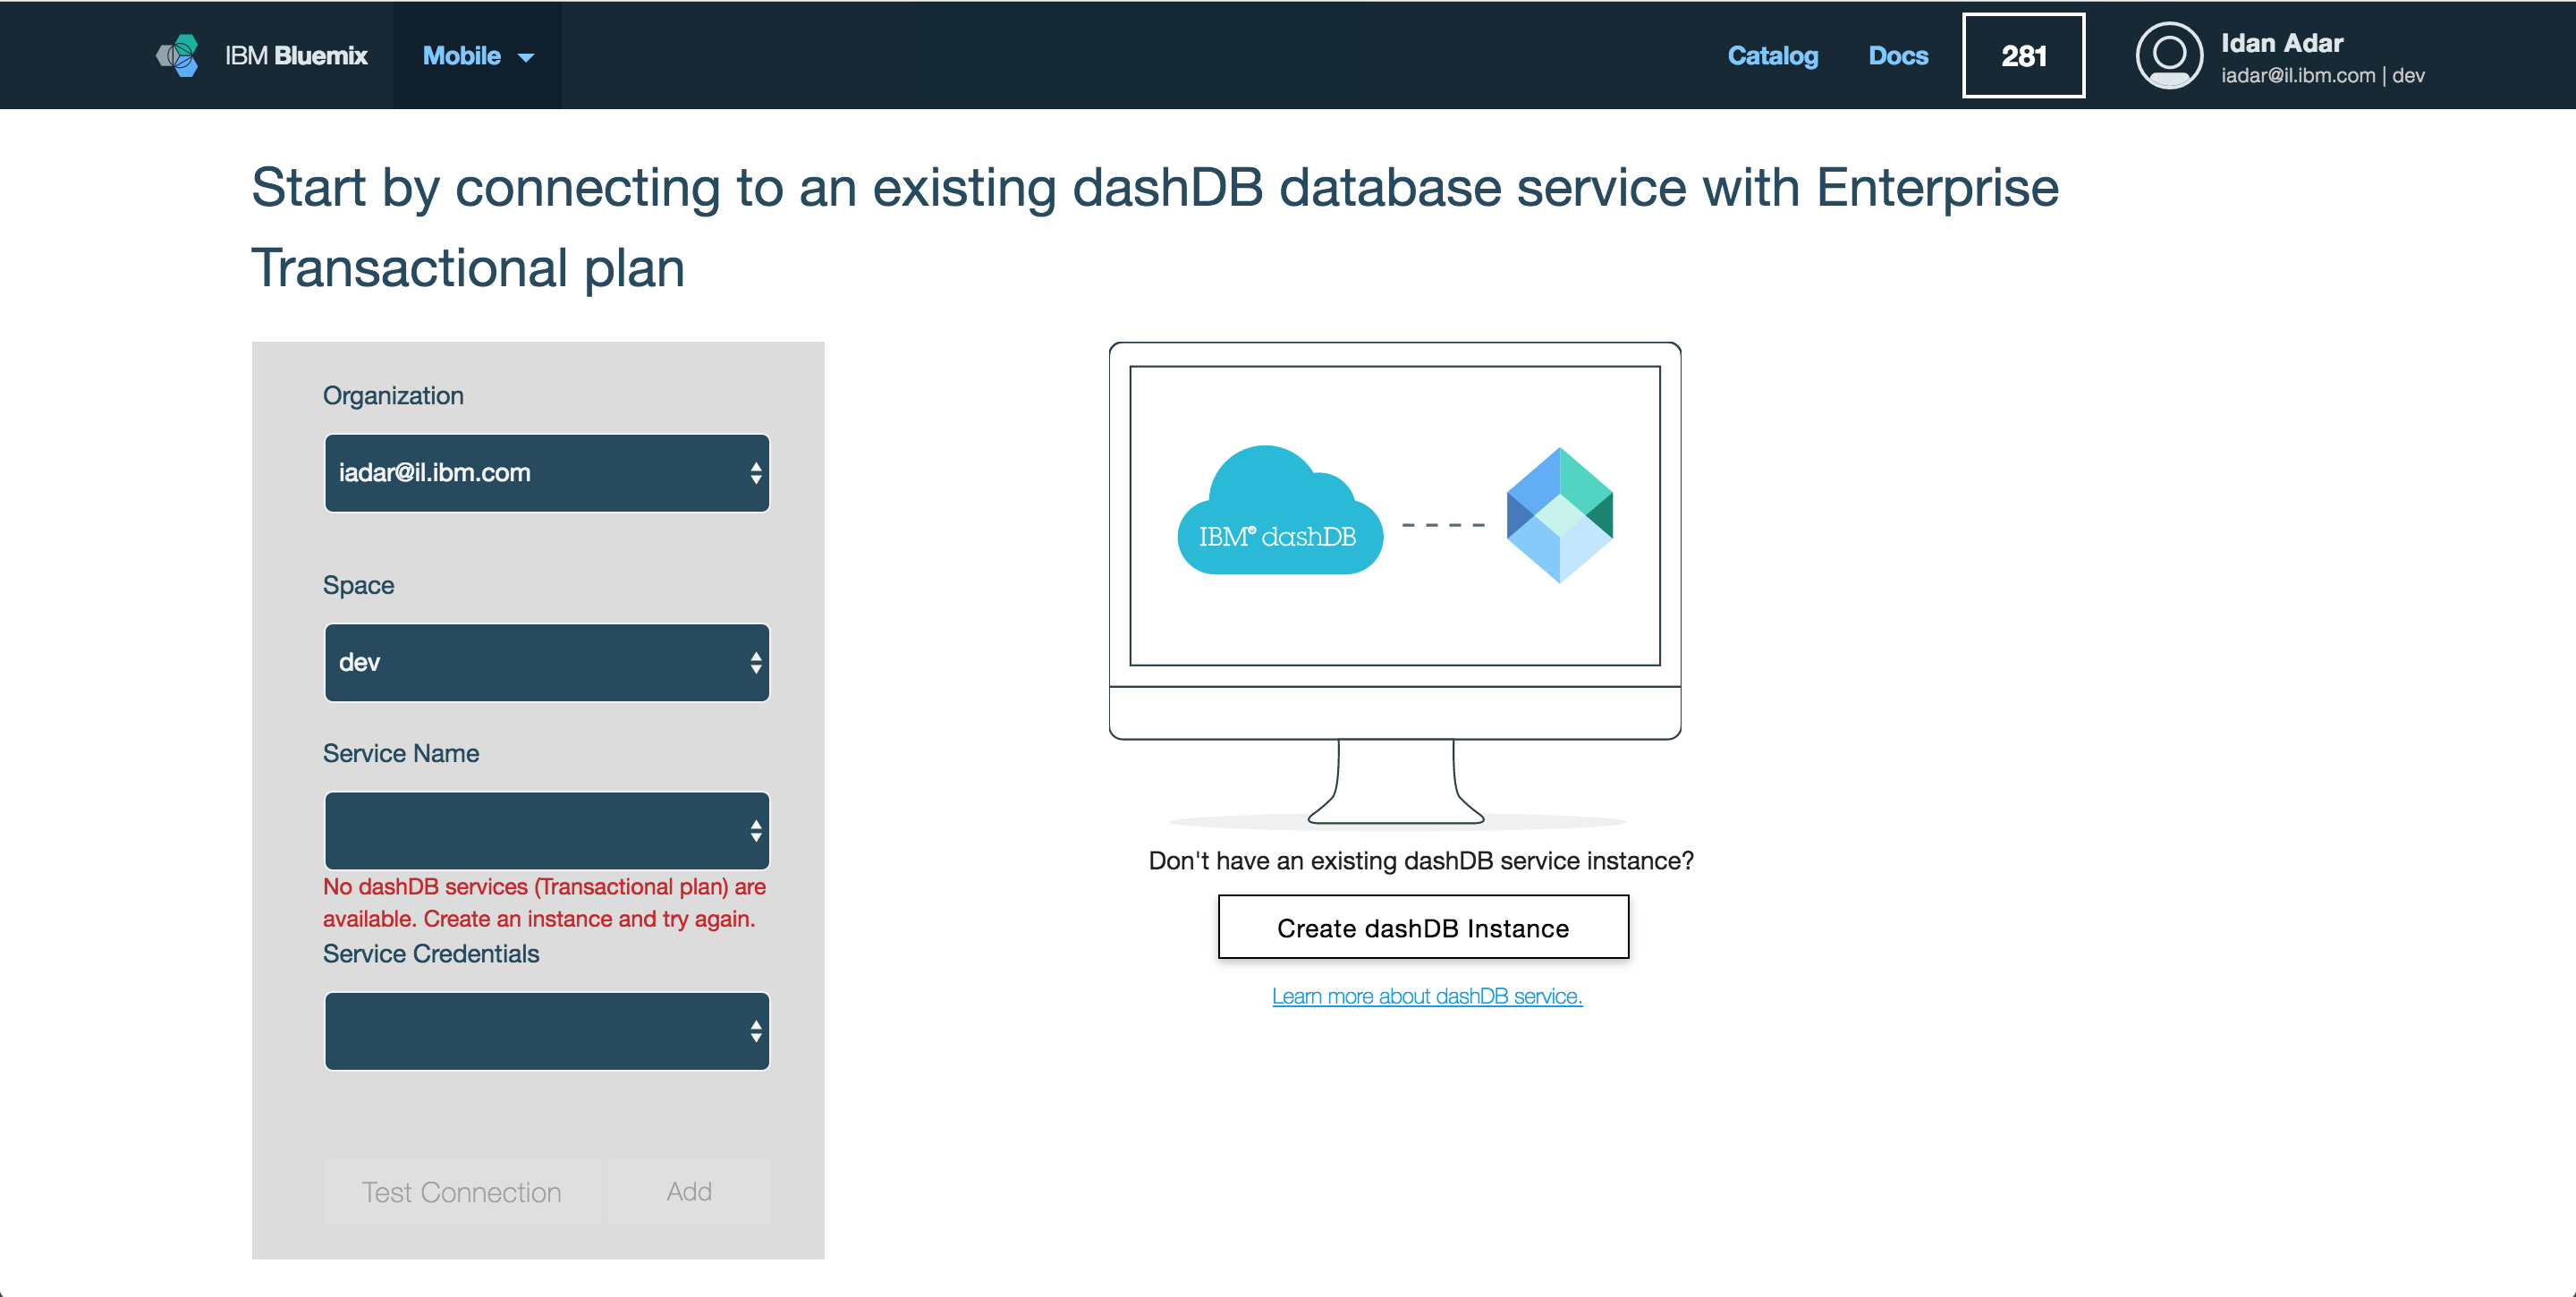 IBM Bluemix
Mobile
Catalog
Docs
281
Idan Adar
iadar@il.ibm.com | dev
Start by connecting to an existing dashDB database service with Enterprise
Transactional plan
Organization
iadar@il.ibm.com
Space
dev
Service Name
No dashDB services (Transactional plan) are
available. Create an instance and try again.
Service Credentials
Test Connection
Add
IBM® dashDB
Don't have an existing dashDB service instance?
Create dashDB Instance
Learn more about dashDB service.